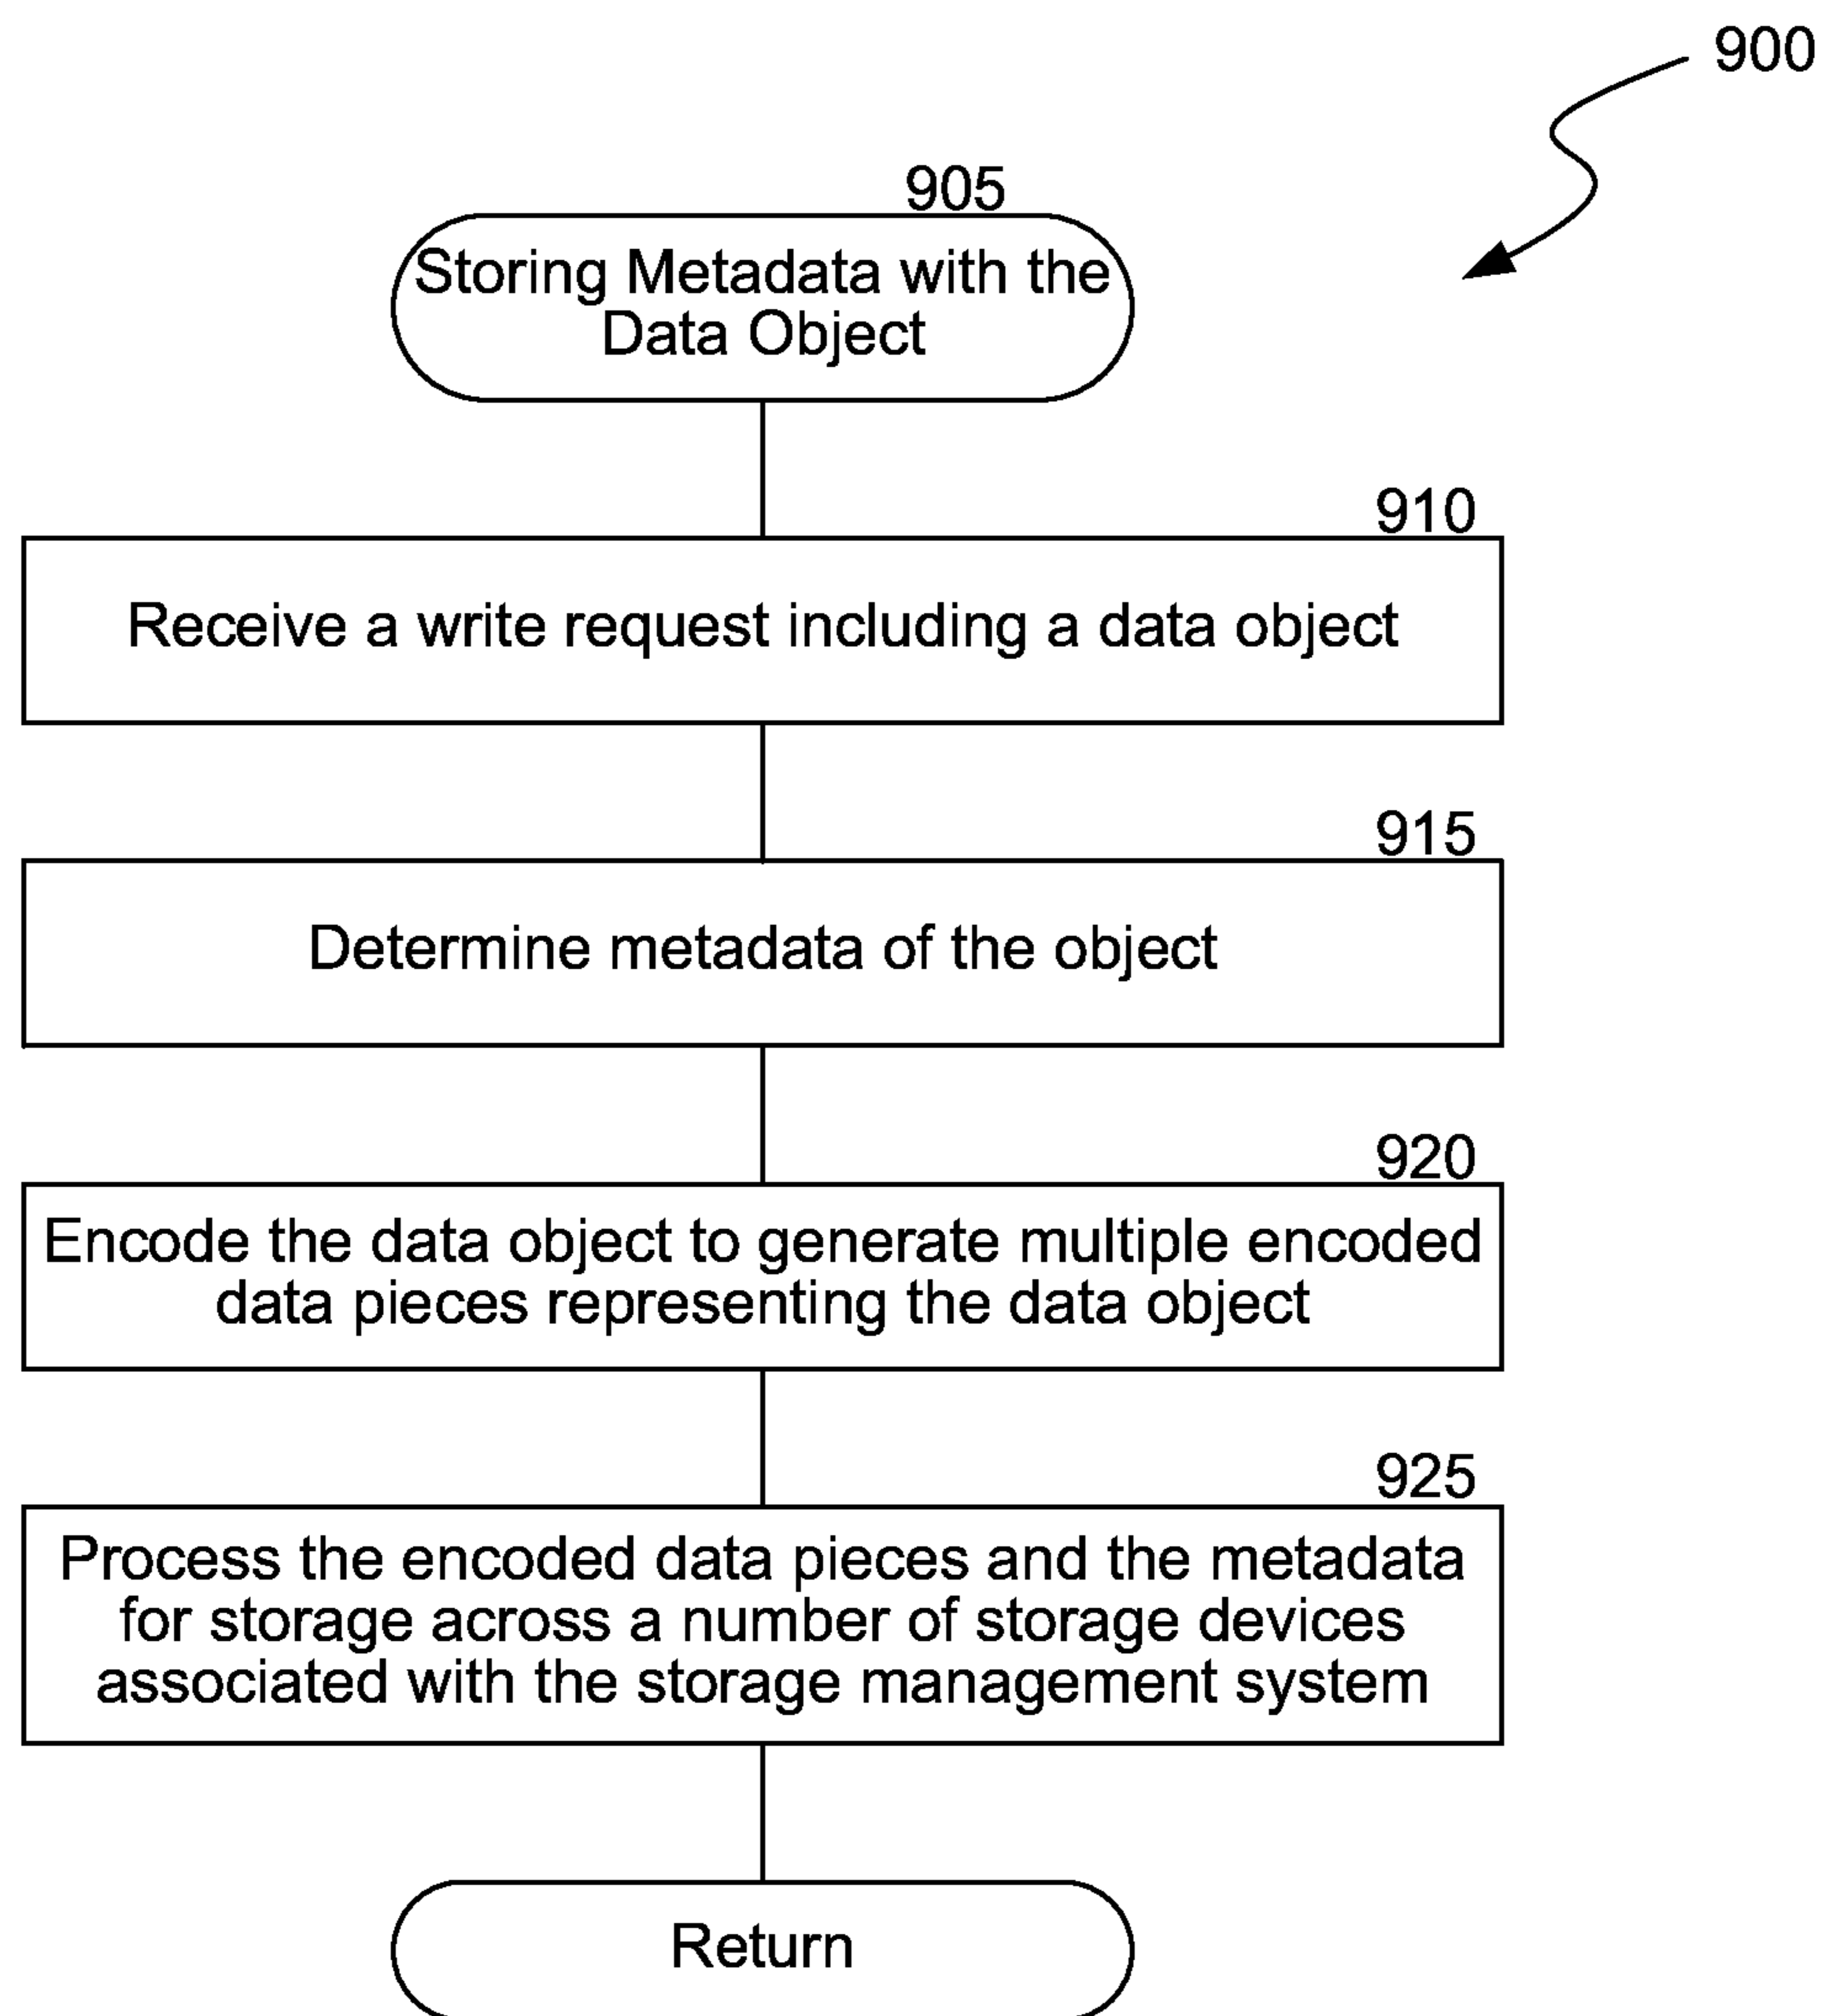 900
905
Storing Metadata with the
Data Object
910
Receive a write request including a data object
915
Determine metadata of the object
920
Encode the data object to generate multiple encoded
data pieces representing the data object
925
Process the encoded data pieces and the metadata
for storage across a number of storage devices
associated with the storage management system
Return